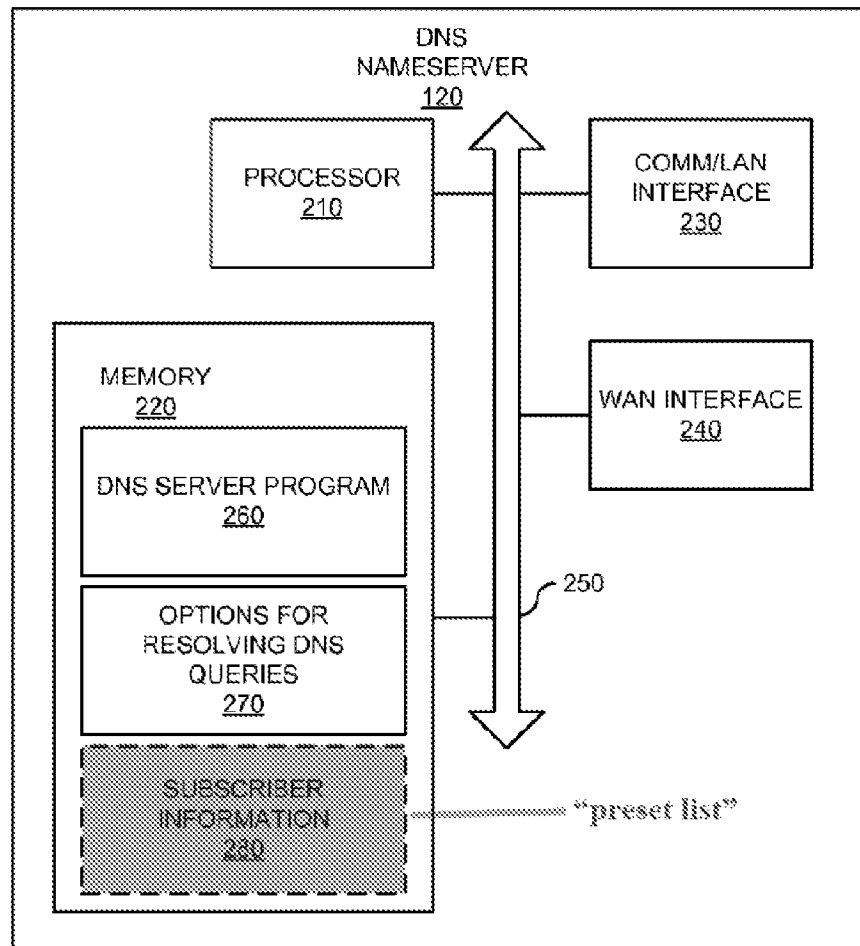 DNS
NAMESERVER
120
PROCESSOR
210
COMM/LAN
INTERFACE
230
MEMORY
220
WAN INTERFACE
240
DNS SERVER PROGRAM
260
250
OPTIONS FOR
RESOLVING DNS
QUERIES
270
SUBSCRIBER
INFORMATION
280
“preset list”